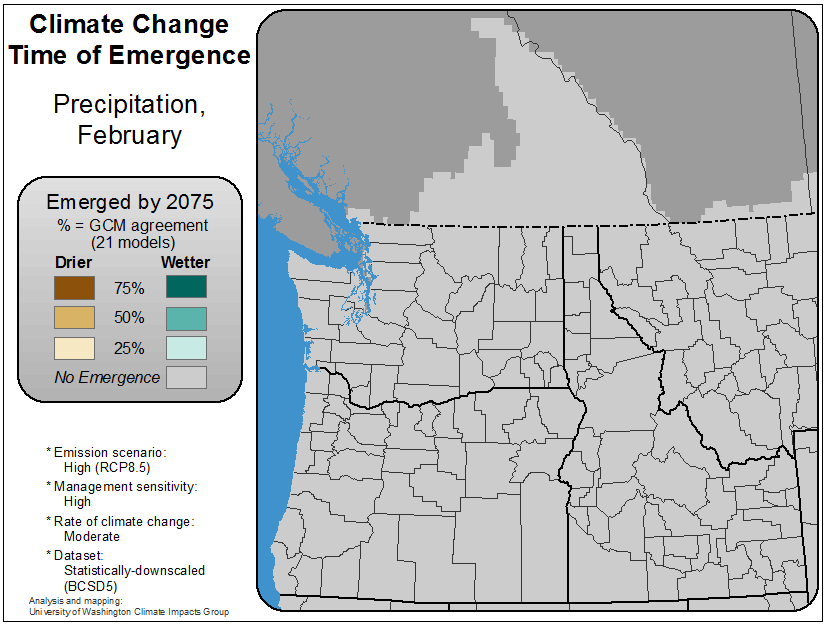 Climate Change
Time of Emergence
Precipitation,
February
Emerged by 2075
% = GCM agreement
(21 models)
Drier Wetter
75%
50%
25%
No Emergence
* Emission scenario:
High (RCP8.5)
* Management sensitivity:
High
* Rate of climate change:
Moderate
* Dataset:
Statistically-downscaled
(BCSD5)
Analysis and mapping:
University of Washington Climate Impacts Group